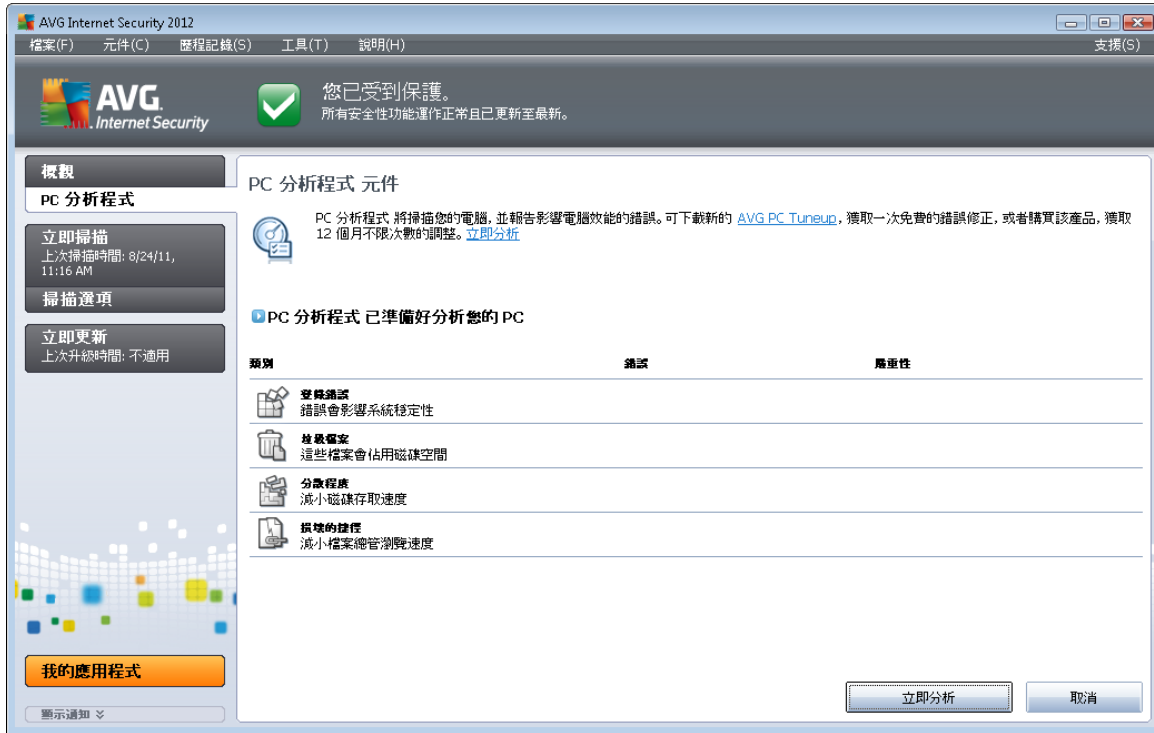 AVG Internet Security 2012
檔案(F) 元件(C) 歷程記錄(S) 工具(T) 說明(H) 支援(S)
AVG.
Internet Security
您已受到保護。
所有安全性功能運作正常且已更新至最新。
概觀
PC 分析程式
立即掃描
上次掃描時間: 8/24/11,
11:16 AM
掃描選項
立即更新
上次升級時間: 不適用
我的應用程式
顯示通知
PC 分析程式 元件
PC 分析程式 將掃描您的電腦, 並報告影響電腦效能的錯誤。可下載新的 AVG PC Tuneup, 獲取一次免費的錯誤修正, 或者購買該產品, 獲取
12 個月不限次數的調整。立即分析
PC 分析程式 已準備好分析您的 PC
類別 錯誤 嚴重性
登錄錯誤
錯誤會影響系統穩定性
垃圾檔案
這些檔案會佔用磁碟空間
分散程度
減小磁碟存取速度
損壞的捷徑
減小檔案總管瀏覽速度
立即分析 取消